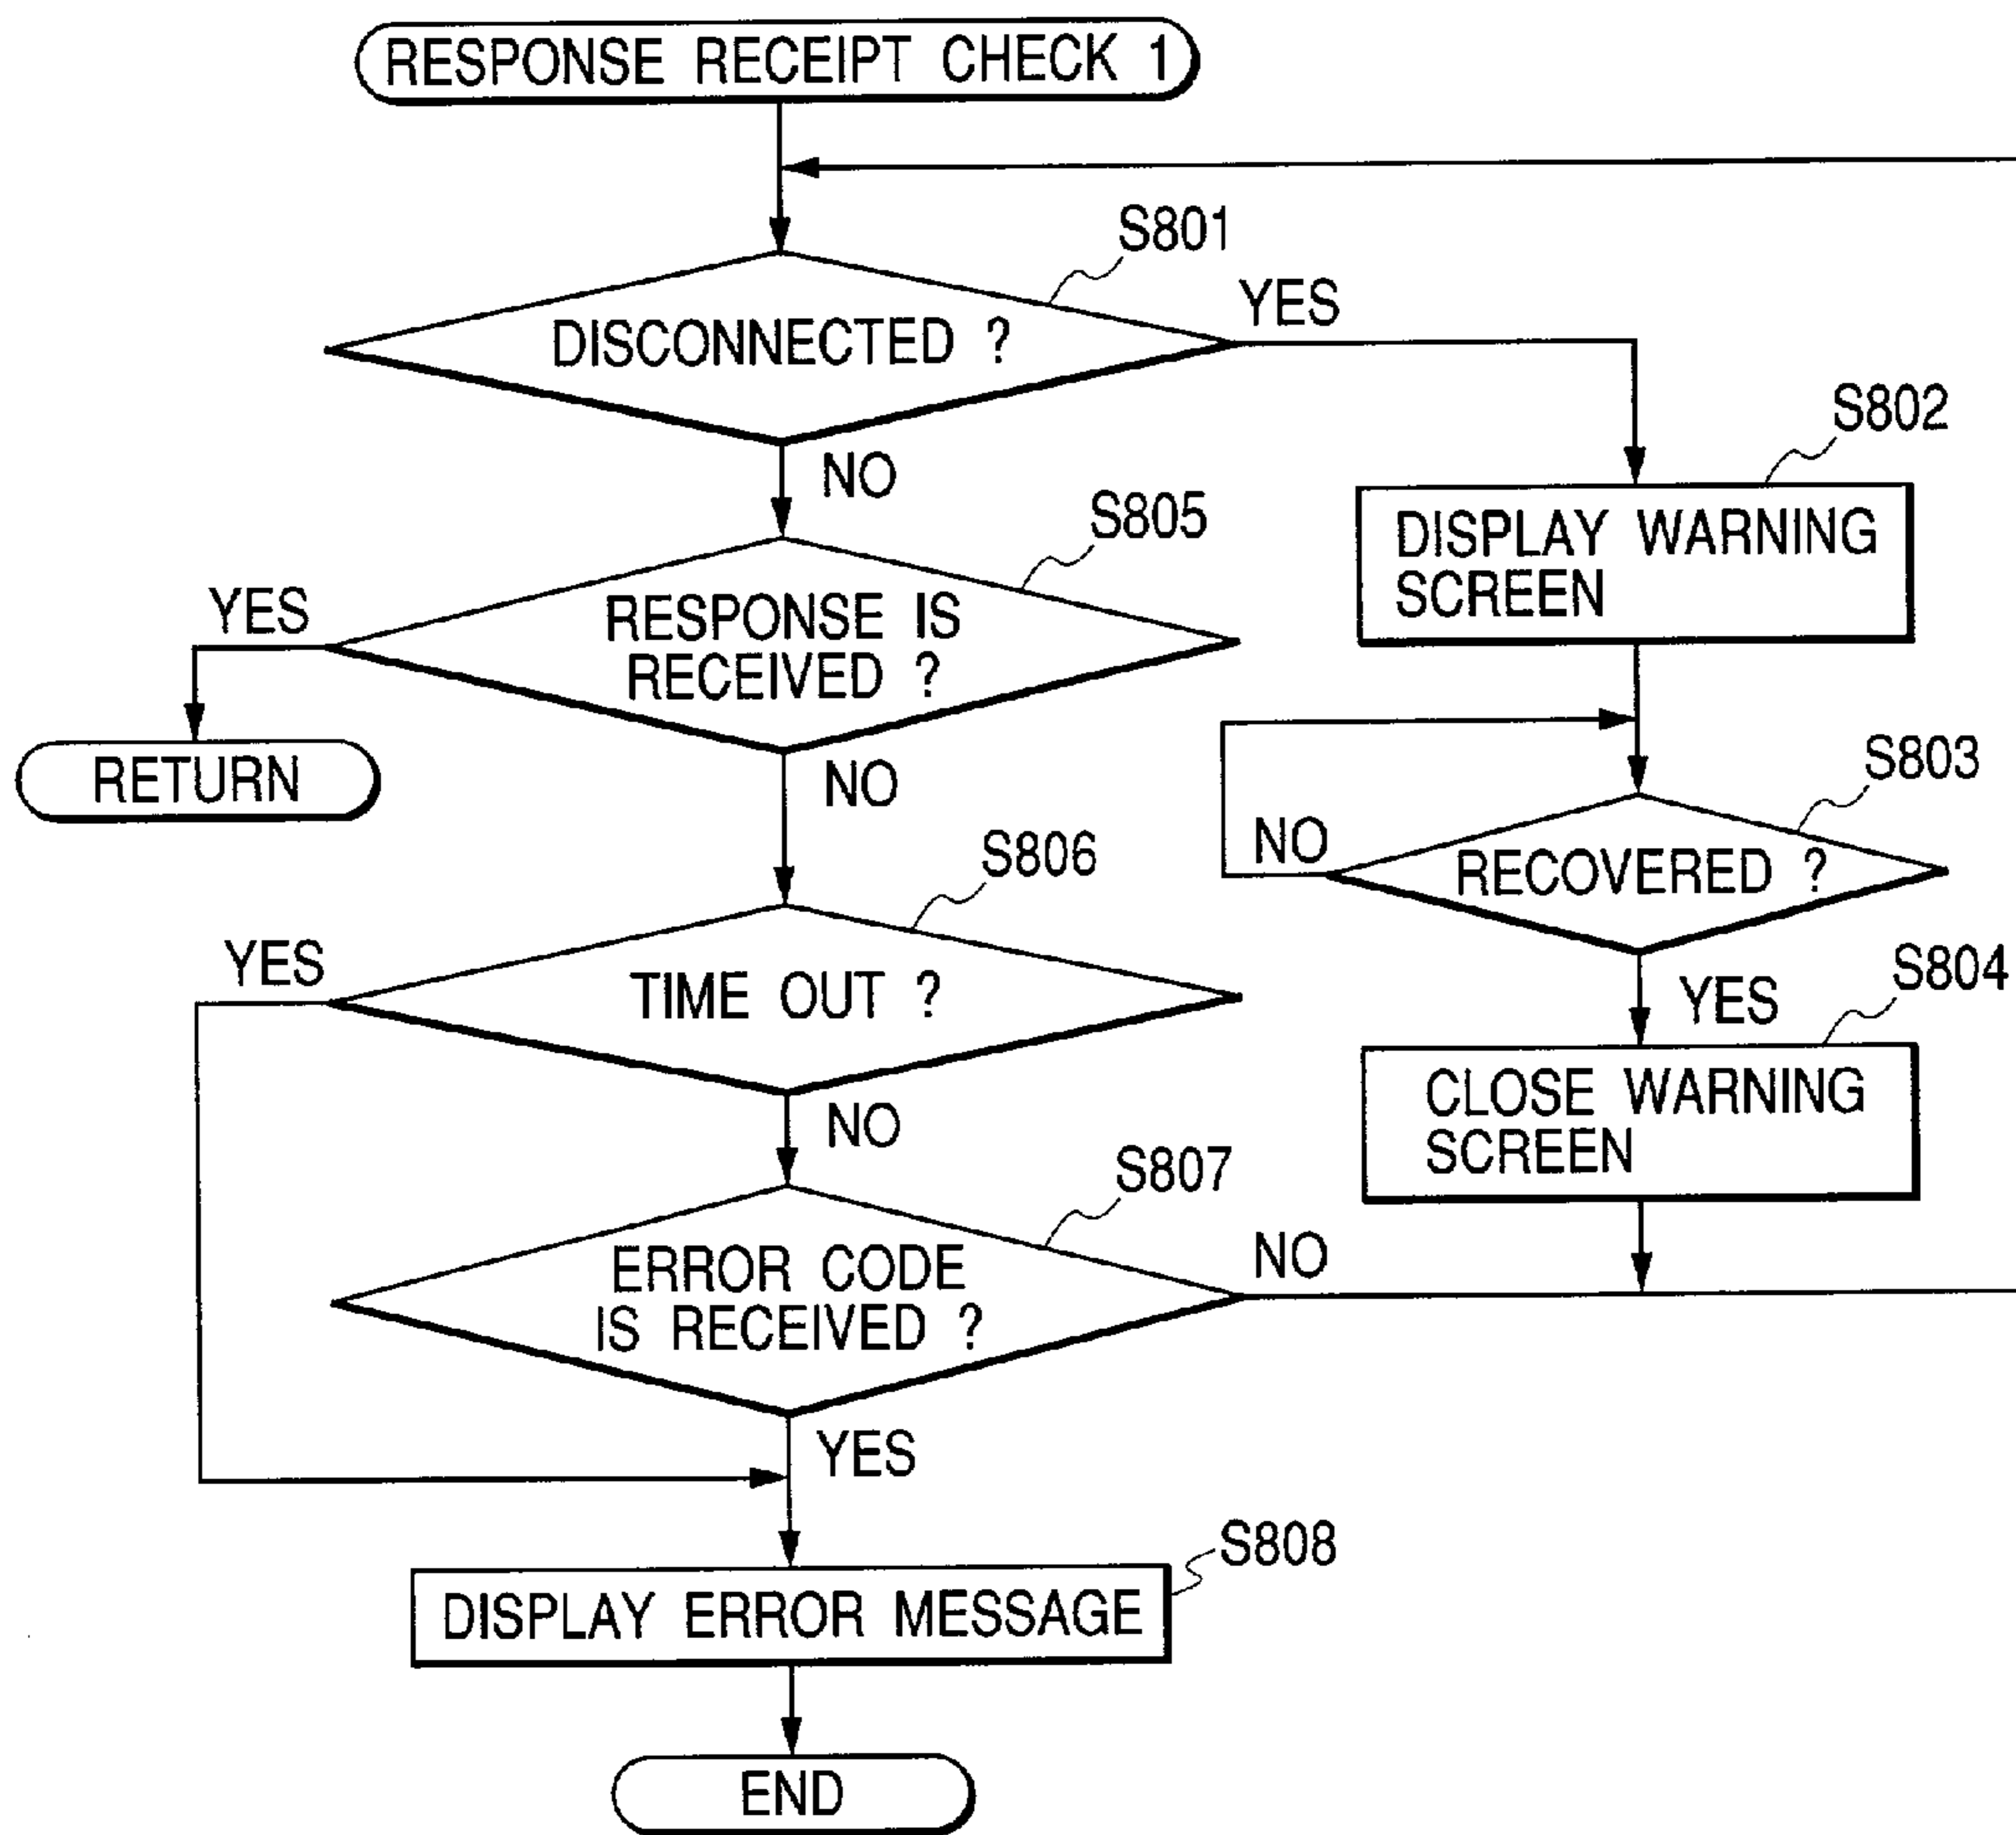 RESPONSE RECEIPT CHECK 1
S801
DISCONNECTED ?
YES
NO
S802
DISPLAY WARNING
SCREEN
S805
RESPONSE IS
RECEIVED ?
YES
RETURN
NO
S803
RECOVERED ?
NO
YES
S806
TIME OUT ?
YES
NO
S804
CLOSE WARNING
SCREEN
S807
ERROR CODE
IS RECEIVED ?
NO
YES
S808
DISPLAY ERROR MESSAGE
END